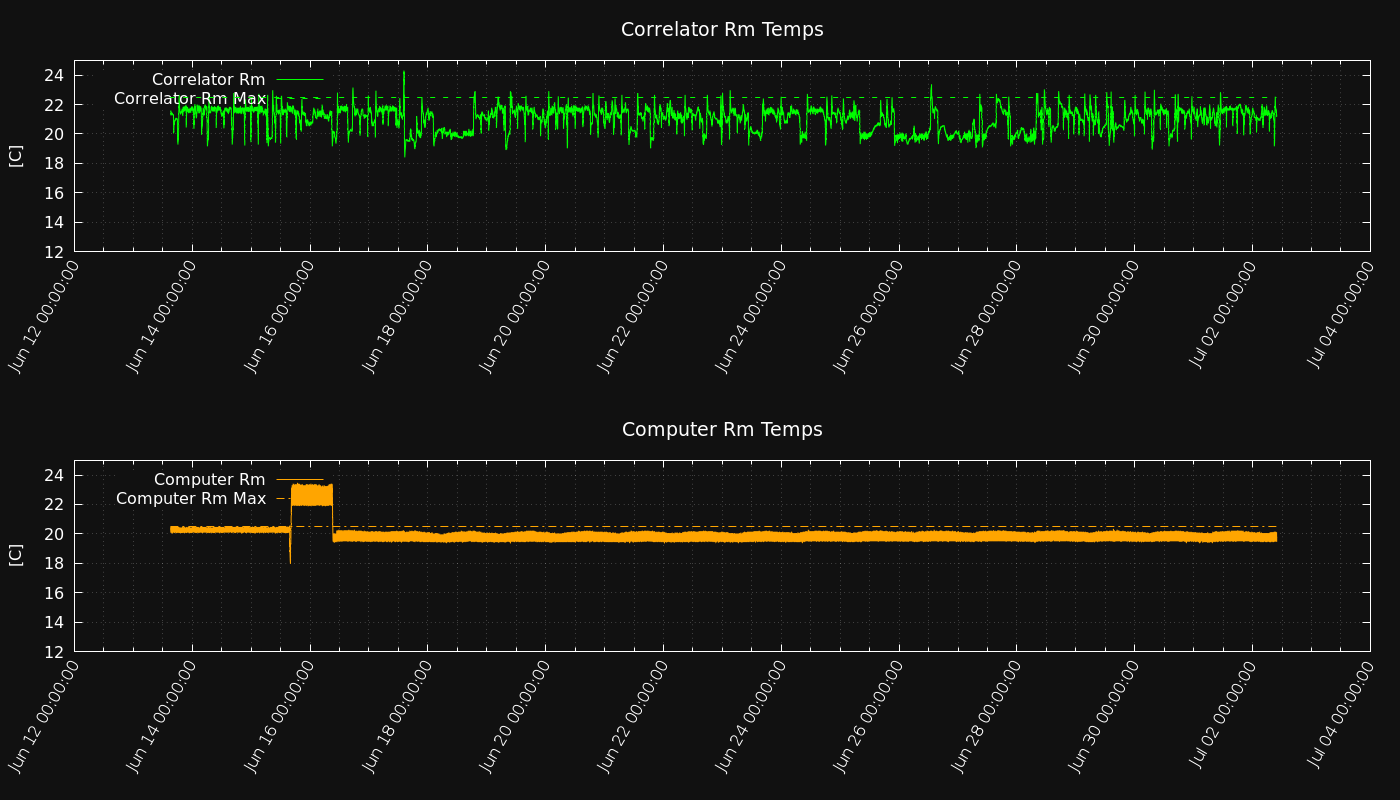 Correlator Rm Temps
24
22
20
18
16
14
12
[C]
Correlator Rm
Correlator Rm Max
Jun 12 00:00:00
Jun 14 00:00:00
Jun 16 00:00:00
Jun 18 00:00:00
Jun 20 00:00:00
Jun 22 00:00:00
Jun 24 00:00:00
Jun 26 00:00:00
Jun 28 00:00:00
Jun 30 00:00:00
Jul 02 00:00:00
Jul 04 00:00:00
Computer Rm Temps
24
22
20
18
16
14
12
[C]
Computer Rm
Computer Rm Max
Jun 12 00:00:00
Jun 14 00:00:00
Jun 16 00:00:00
Jun 18 00:00:00
Jun 20 00:00:00
Jun 22 00:00:00
Jun 24 00:00:00
Jun 26 00:00:00
Jun 28 00:00:00
Jun 30 00:00:00
Jul 02 00:00:00
Jul 04 00:00:00